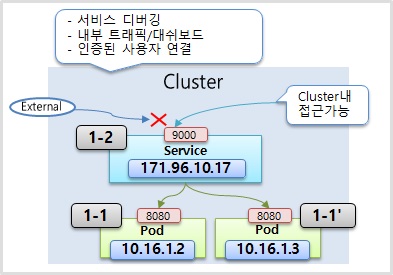 - 서비스 디버깅
- 내부 트래픽/대쉬보드
- 인증된 사용자 연결
Cluster
External
Cluster내
접근가능
9000
1-2
Service
171.96.10.17
1-1
8080
Pod
10.16.1.2
8080
1-1'
Pod
10.16.1.3